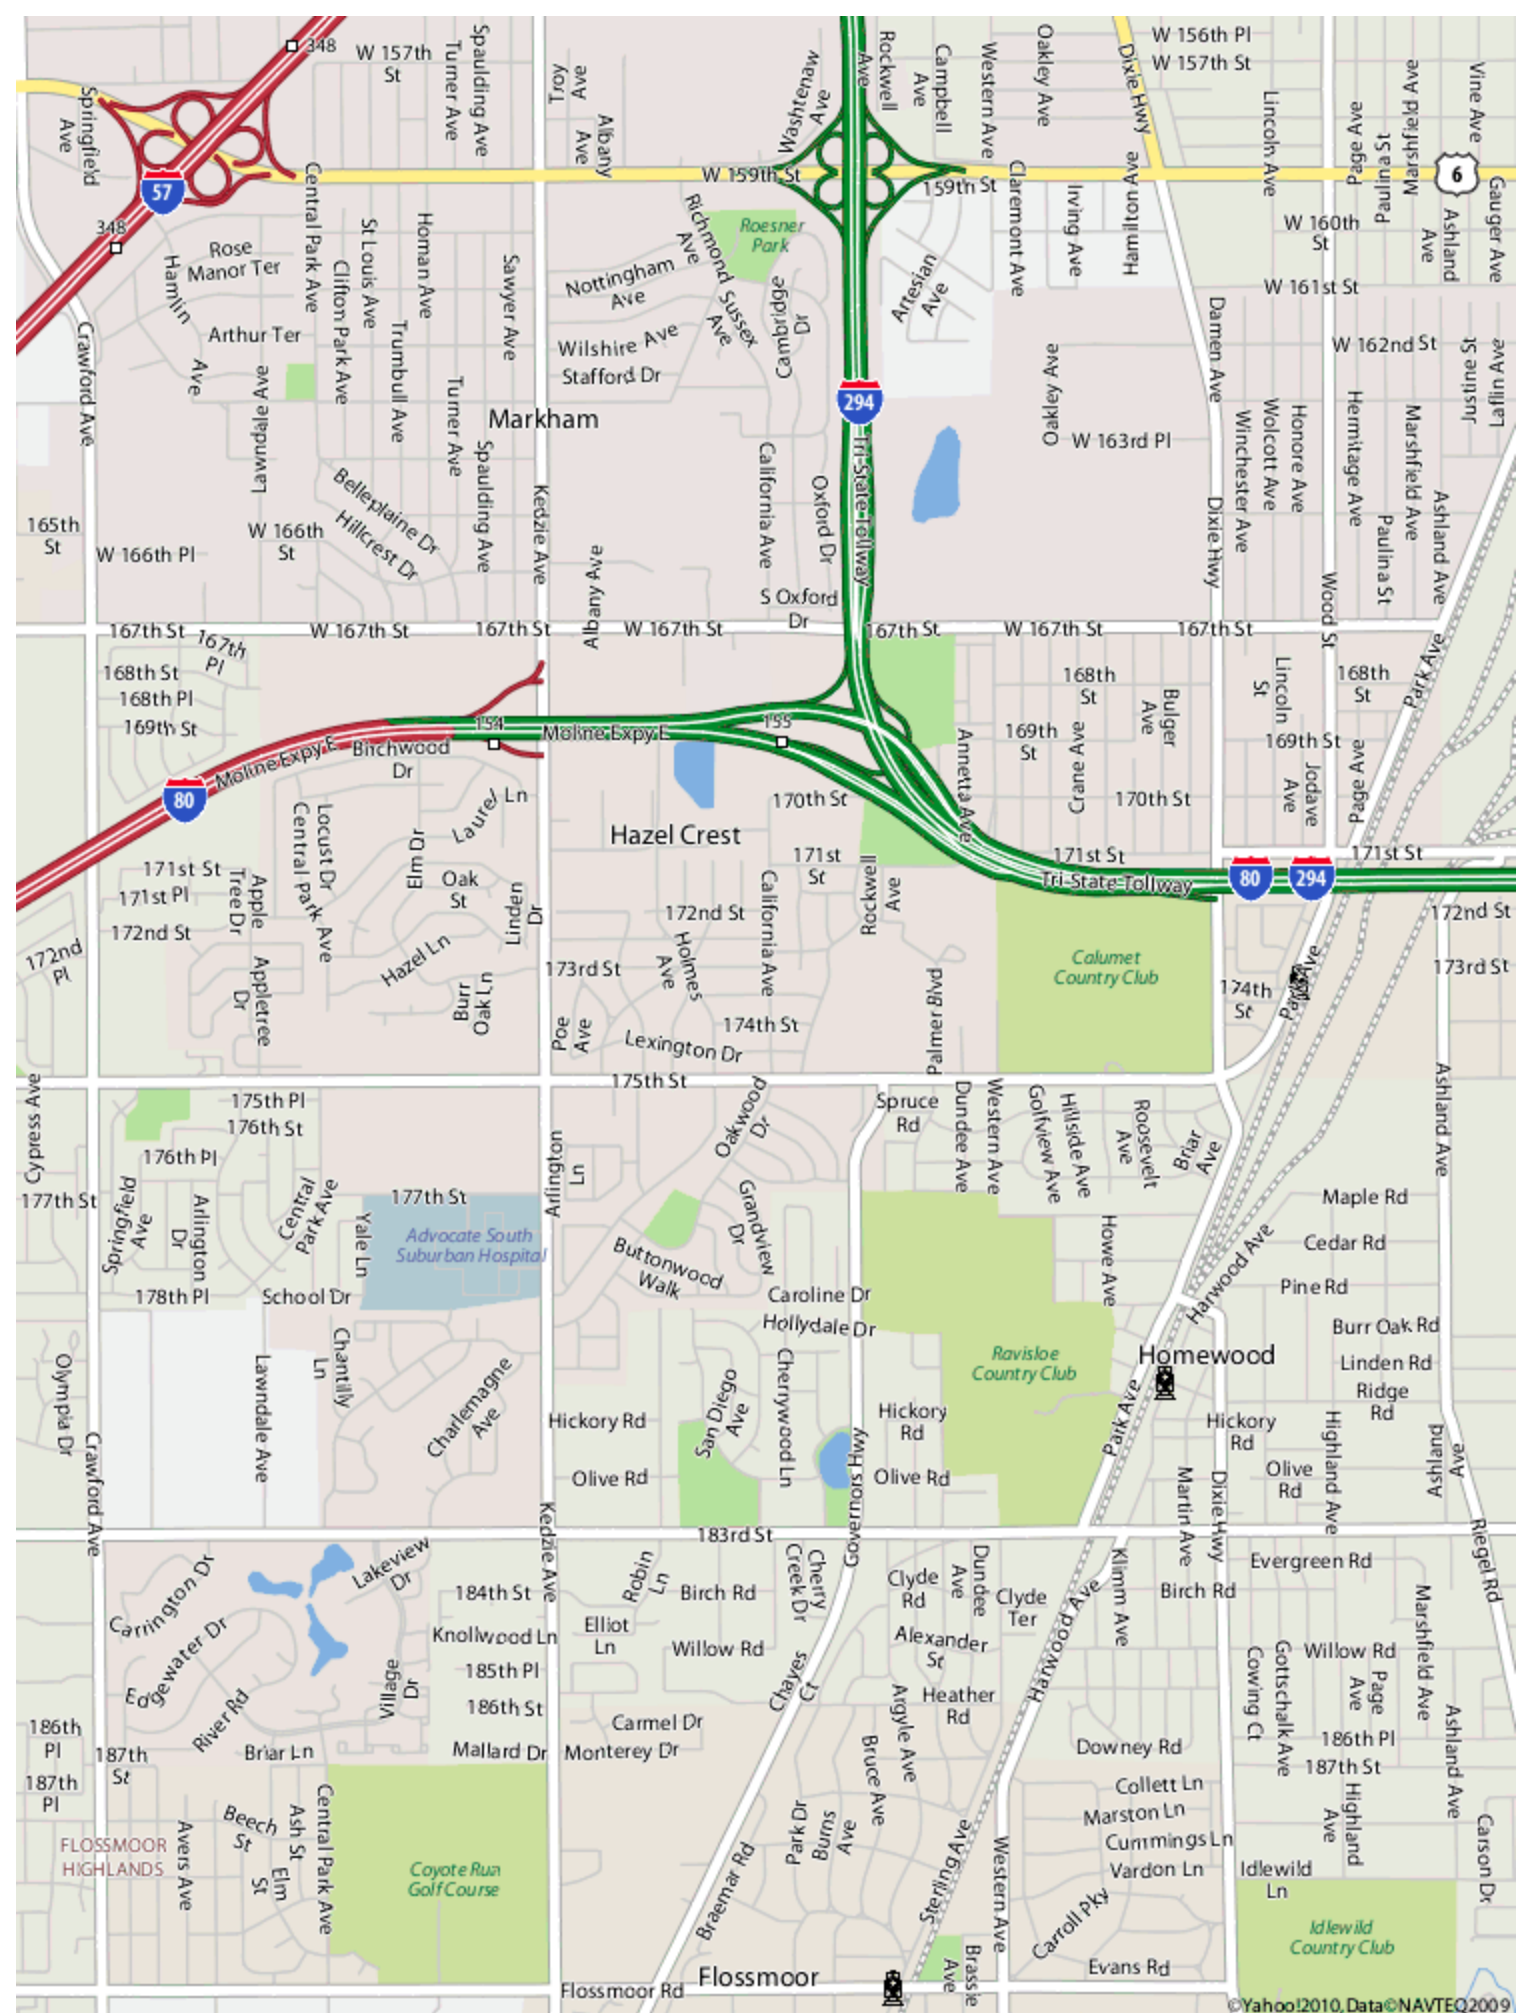 348
W 157th
St
Turner Ave
Spaulding Ave
Troy
Ave
Albany
Ave
Washtenaw
Ave
Ave
Rockwell
Campbell
Ave
Western Ave
Oakley Ave
Dixie Hwy
W 156th Pl
W 157th St
Lincoln Ave
Page Ave
Paulina St
Marshfield Ave
Vine Ave
Springfield
Ave
57
W 159th St
159th St
6
348
Rose
Manor Ter
Hamlin
Ave
Central Park Ave
St Louis Ave
Clifton Park Ave
Homan Ave
Trumbull Ave
Sawyer Ave
Richmond
Ave
Roesner
Park
Nottingham
Ave
Sussex
Ave
Cambridge
Dr
Artesian
Ave
Claremont Ave
Irving Ave
Hamilton Ave
W 160th
St
Ashland
Ave
Gauger Ave
W 161st St
Crawford Ave
Arthur Ter
Wilshire Ave
Stafford Dr
Damen Ave
W 162nd St
Justine St
Laflin Ave
Lawndale Ave
Turner Ave
Markham
294
Oakley Ave
W 163rd Pl
Winchester Ave
Wolcott Ave
Honore Ave
Hermitage Ave
Marshfield Ave
Paulina St
Ashland Ave
Belleplaine Dr
Hillcrest Dr
Spaulding Ave
Kedzie Ave
California Ave
Oxford Dr
Tri-State Tollway
Dixie Hwy
165th
St
W 166th Pl
W 166th
St
Albany Ave
S Oxford
Dr
Wood St
167th St
W 167th St
167th St
W 167th St
167th St
W 167th St
167th St
167th
Pl
168th St
168th Pl
169th St
168th
St
Bulger
Ave
Lincoln
St
168th
St
Park Ave
154
155
Moline Expy E
Moline Expy E
Birchwood
Dr
80
Annetta Ave
169th
St
Crane Ave
169th St
Jodave
Ave
Page Ave
Laurel Ln
170th St
170th St
Locust Dr
Central Park Ave
Elm Dr
Hazel Crest
171st St
171st Pl
Apple
Tree Dr
Oak
St
Linden
Dr
171st
St
Rockwell
Ave
171st St
171st St
Tri-State Tollway
80
294
172nd St
172nd St
172nd St
172nd
Pl
Hazel Ln
Holmes
Ave
California Ave
173rd St
173rd St
Appletree
Dr
Burr
Oak Ln
Poe
Ave
Lexington Dr
174th St
Palmer Blvd
Calumet
Country Club
174th
St
Park Ave
175th St
Cypress Ave
175th Pl
176th St
176th Pl
177th St
177th St
Springfield
Ave
Arlington
Dr
Central
Park Ave
Yale Ln
Advocate South
Suburban Hospital
Arlington
Ln
Oakwood
Dr
Grandview
Dr
Buttonwood
Walk
Spruce
Rd
Dundee Ave
Western Ave
Golfview Ave
Hillside Ave
Roosevelt
Ave
Briar
Ave
Ashland Ave
Maple Rd
Howe Ave
Harwood Ave
Cedar Rd
178th Pl
School Dr
Caroline Dr
Hollydale Dr
Pine Rd
Burr Oak Rd
Olympia Dr
Lawndale Ave
Chantilly
Ln
Charlemagne
Ave
San Diego
Ave
Cherrywood Ln
Ravisloe
Country Club
Homewood
Linden Rd
Ridge
Rd
Park Ave
Hickory Rd
Hickory
Rd
Hickory
Rd
Highland Ave
Ashland
Ave
Crawford Ave
Olive Rd
Olive Rd
Olive
Rd
Governors Hwy
Martin Ave
Dixie Hwy
Kedzie Ave
183rd St
Riegel Rd
Carrington Dr
Lakeview
Dr
184th St
Robin
Ln
Birch Rd
Cherry
Creek Dr
Clyde
Rd
Dundee
Ave
Clyde
Ter
Klimm Ave
Birch Rd
Evergreen Rd
Edgewater Dr
Knollwood Ln
Elliot
Ln
Willow Rd
Alexander
St
Harwood Ave
Willow Rd
Marshfield Ave
River Rd
Village
Dr
185th Pl
186th St
Chayes
Ct
Argyle Ave
Heather
Rd
Cowing Ct
Gottschalk Ave
Page
Ave
Ashland Ave
186th
Pl
187th
St
187th
Pl
Briar Ln
Mallard Dr
Carmel Dr
Monterey Dr
Bruce Ave
Downey Rd
186th Pl
187th St
Collett Ln
Marston Ln
Cummings Ln
Vardon Ln
FLOSSMOOR
HIGHLANDS
Avers Ave
Beech
St
Ash St
Elm
St
Central Park Ave
Coyote Run
Golf Course
Park Dr
Burns
Ave
Braemar Rd
Sterling Ave
Western Ave
Carroll Pky
Idlewild
Ln
Highland
Ave
Carson Dr
Idlewild
Country Club
Flossmoor
Flossmoor Rd
Brassie
Ave
Evans Rd
©Yahoo!2010, Data©NAVTEQ2009